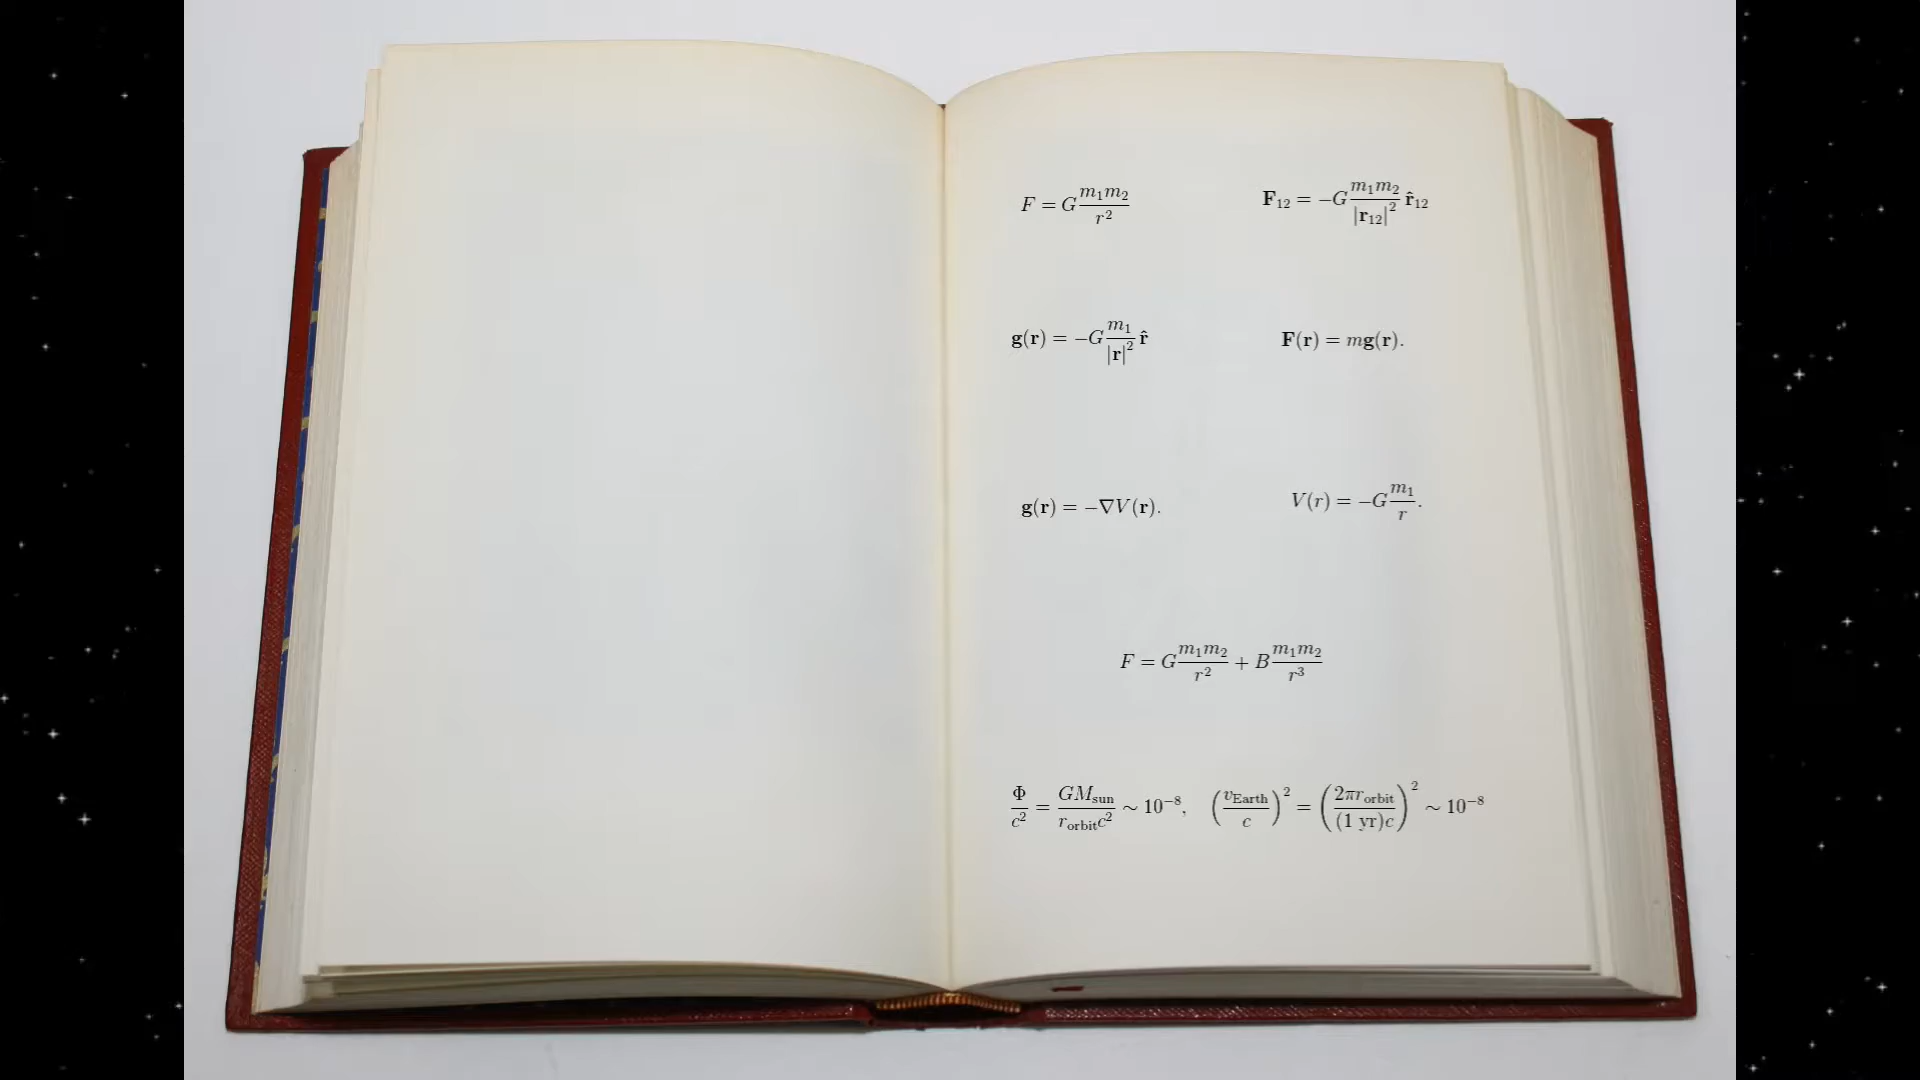 F = G m₁m₂ / r²    F₁₂ = −G m₁m₂ / |r₁₂|² r̂₁₂
g(r) = −G m₁ / |r|² r̂    F(r) = mg(r).
g(r) = −∇V(r).    V(r) = −G m₁ / r.
F = G m₁m₂ / r² + B m₁m₂ / r³
Φ / c² = GM_sun / r_orbit c² ∼ 10⁻⁸,    (v_Earth / c)² = (2πr_orbit / (1 yr)c)² ∼ 10⁻⁸